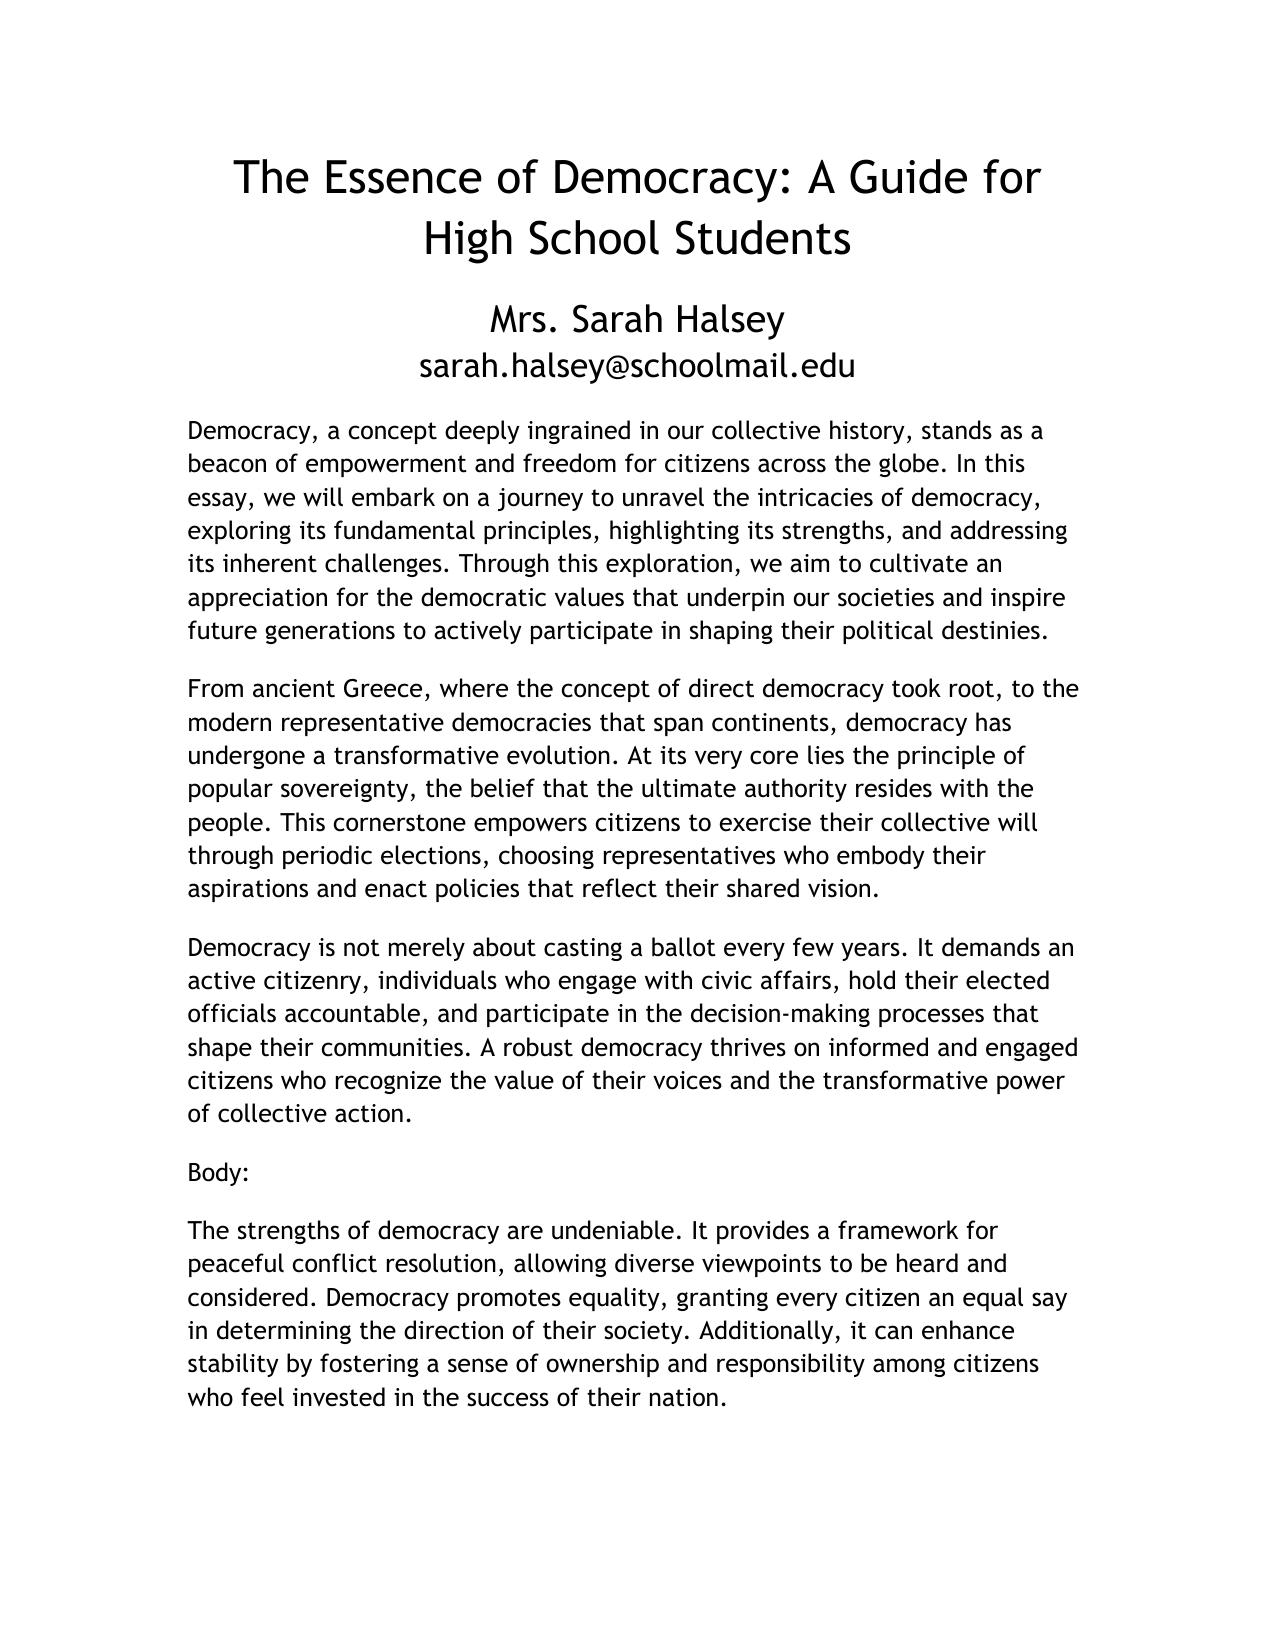 The Essence of Democracy: A Guide for
High School Students
Mrs. Sarah Halsey
sarah.halsey@schoolmail.edu
Democracy, a concept deeply ingrained in our collective history, stands as a
beacon of empowerment and freedom for citizens across the globe. In this
essay, we will embark on a journey to unravel the intricacies of democracy,
exploring its fundamental principles, highlighting its strengths, and addressing
its inherent challenges. Through this exploration, we aim to cultivate an
appreciation for the democratic values that underpin our societies and inspire
future generations to actively participate in shaping their political destinies.
From ancient Greece, where the concept of direct democracy took root, to the
modern representative democracies that span continents, democracy has
undergone a transformative evolution. At its very core lies the principle of
popular sovereignty, the belief that the ultimate authority resides with the
people. This cornerstone empowers citizens to exercise their collective will
through periodic elections, choosing representatives who embody their
aspirations and enact policies that reflect their shared vision.
Democracy is not merely about casting a ballot every few years. It demands an
active citizenry, individuals who engage with civic affairs, hold their elected
officials accountable, and participate in the decision-making processes that
shape their communities. A robust democracy thrives on informed and engaged
citizens who recognize the value of their voices and the transformative power
of collective action.
Body:
The strengths of democracy are undeniable. It provides a framework for
peaceful conflict resolution, allowing diverse viewpoints to be heard and
considered. Democracy promotes equality, granting every citizen an equal say
in determining the direction of their society. Additionally, it can enhance
stability by fostering a sense of ownership and responsibility among citizens
who feel invested in the success of their nation.